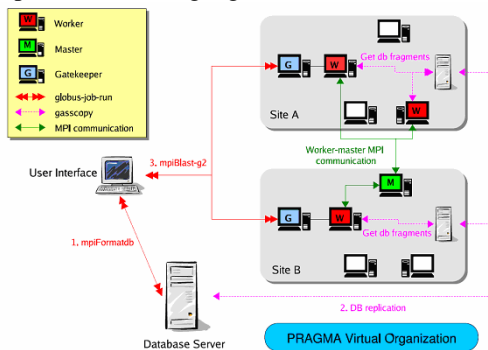 W Worker
M Master
G Gatekeeper
globus-job-run
gasscopy
MPI communication
G
W
Get db fragments
W
Site A
Worker-master MPI
communication
3. mpiBlast-g2
User Interface
M
G
W
Get db fragments
Site B
1. mpiFormatdb
2. DB replication
Database Server
PRAGMA Virtual Organization